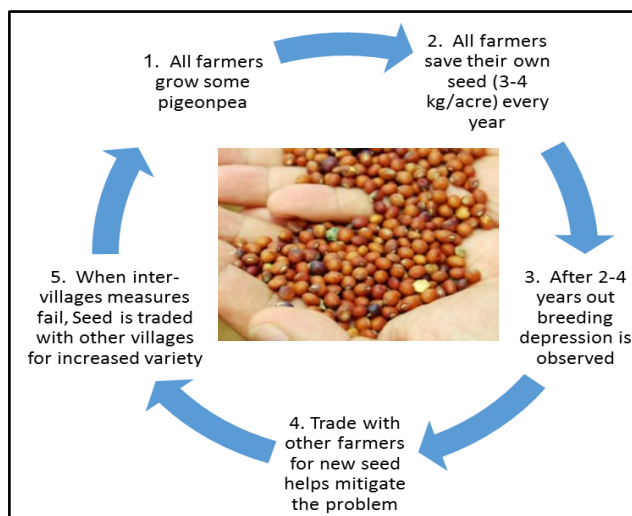 1. All farmers
grow some
pigeonpea
2. All farmers
save their own
seed (3-4
kg/acre) every
year
3. After 2-4
years out
breeding
depression is
observed
4. Trade with
other farmers
for new seed
helps mitigate
the problem
5. When inter-
villages measures
fail, Seed is traded
with other villages
for increased variety